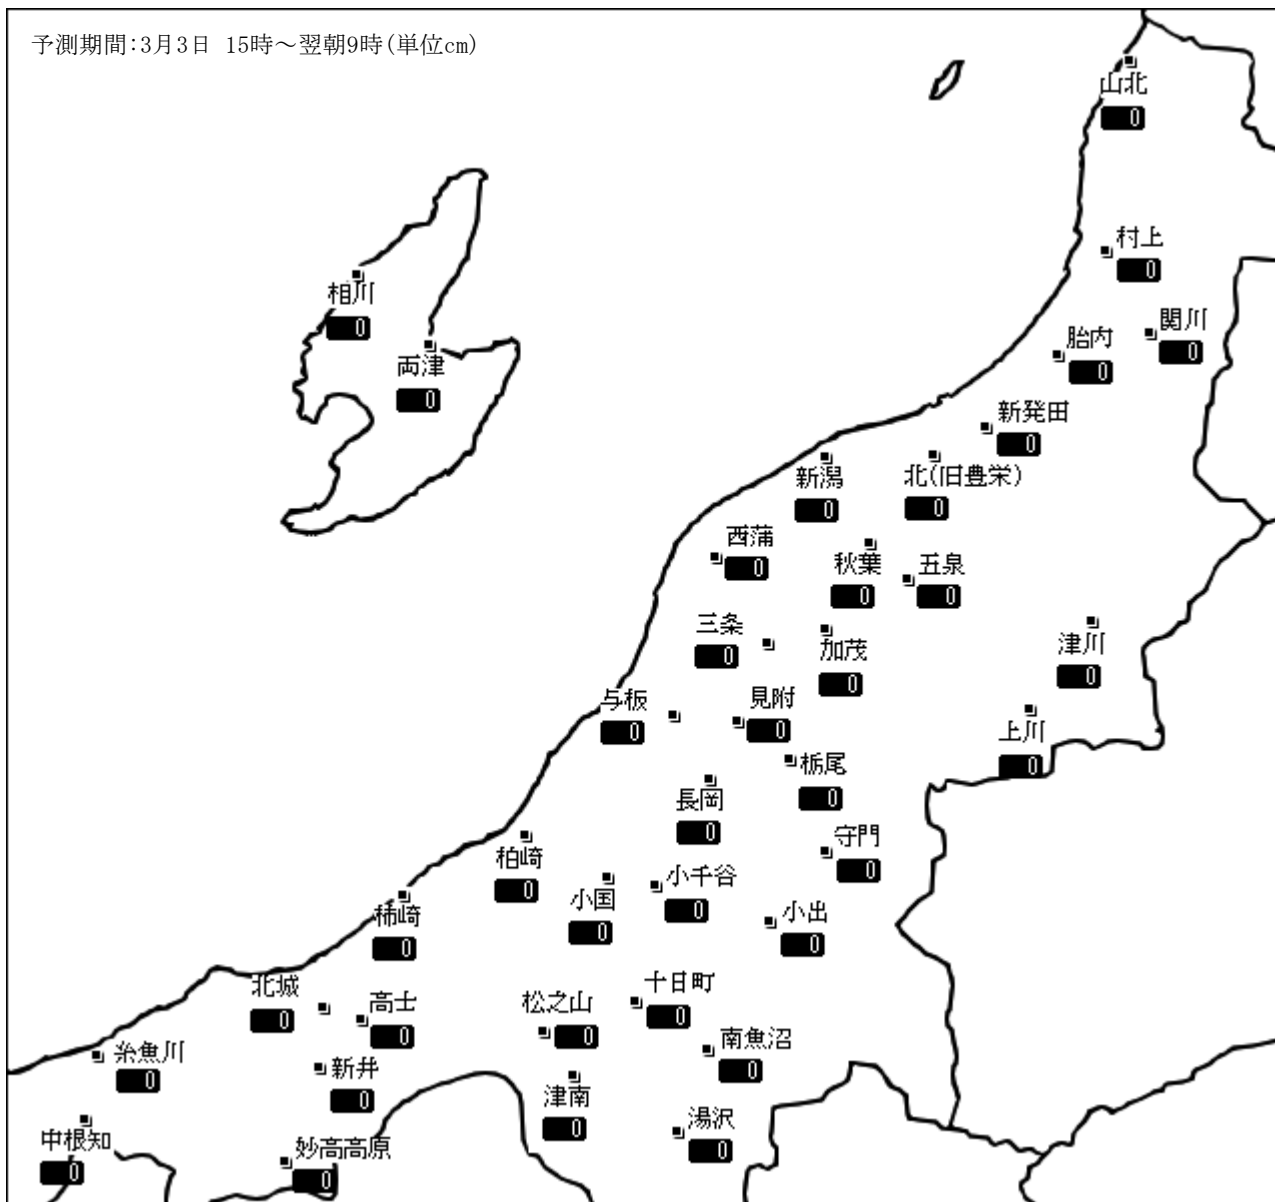 予測期間:3月3日 15時～翌朝9時(単位cm)
山北
0
村上
0
相川
0
関川
0
胎内
0
両津
0
新発田
0
新潟
0
北(旧豊栄)
0
西蒲
0
秋葉
0
五泉
0
三条
0
加茂
0
津川
0
与板
0
見附
0
上川
0
栃尾
0
長岡
0
守門
0
柏崎
0
小国
0
小千谷
0
小出
0
柿崎
0
北城
0
高士
0
松之山
0
十日町
0
南魚沼
0
糸魚川
0
新井
0
津南
0
湯沢
0
中根知
0
妙高高原
0